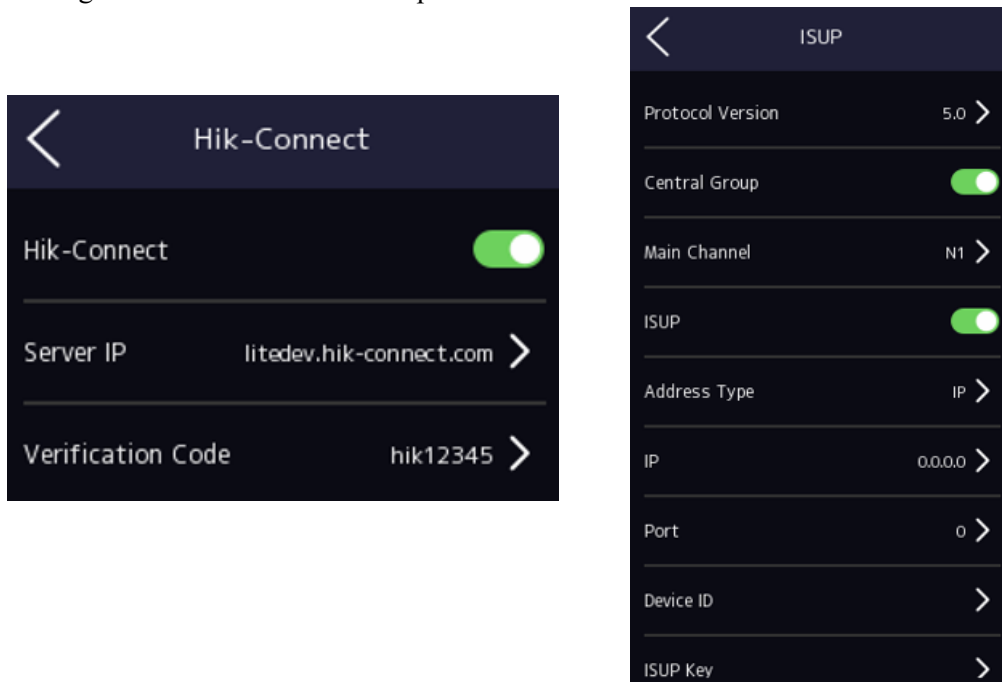 Hik-Connect
Hik-Connect
Server IP litedev.hik-connect.com
Verification Code hik12345
ISUP
Protocol Version 5.0
Central Group
Main Channel N1
ISUP
Address Type IP
IP 0.0.0.0
Port 0
Device ID
ISUP Key